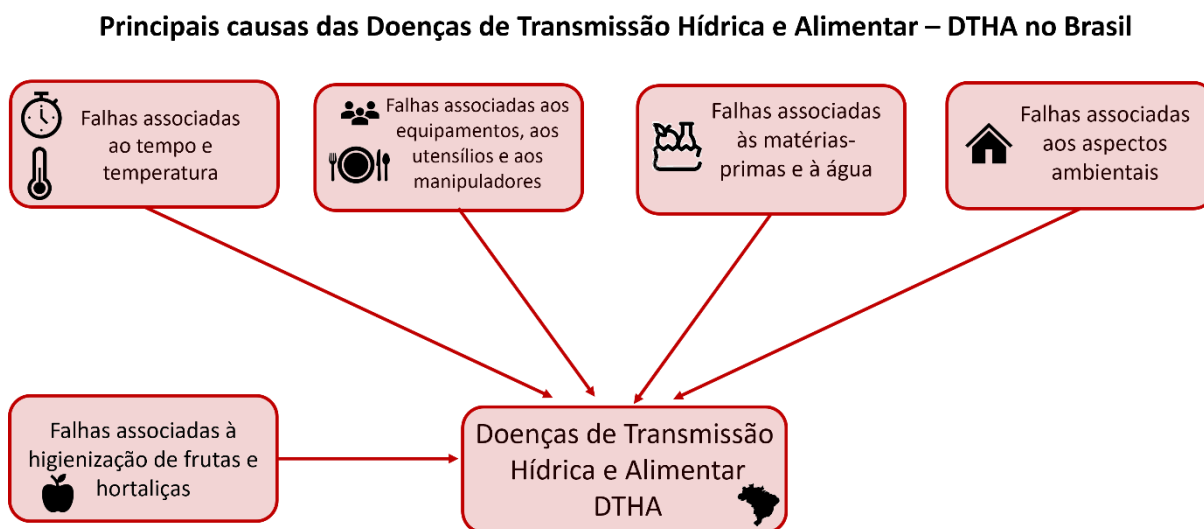 Principais causas das Doenças de Transmissão Hídrica e Alimentar – DTHA no Brasil
Falhas associadas
ao tempo e
temperatura
Falhas associadas aos
equipamentos, aos
utensílios e aos
manipuladores
Falhas associadas
às matérias-
primas e à água
Falhas associadas
aos aspectos
ambientais
Falhas associadas à
higienização de frutas e
hortaliças
Doenças de Transmissão
Hídrica e Alimentar
DTHA